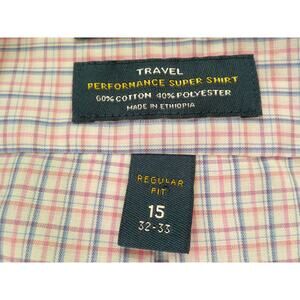 TRAVEL
PERFORMANCE SUPER SHIRT
60% COTTON 40% POLYESTER
MADE IN ETHIOPIA
REGULAR
FIT
15
32-33